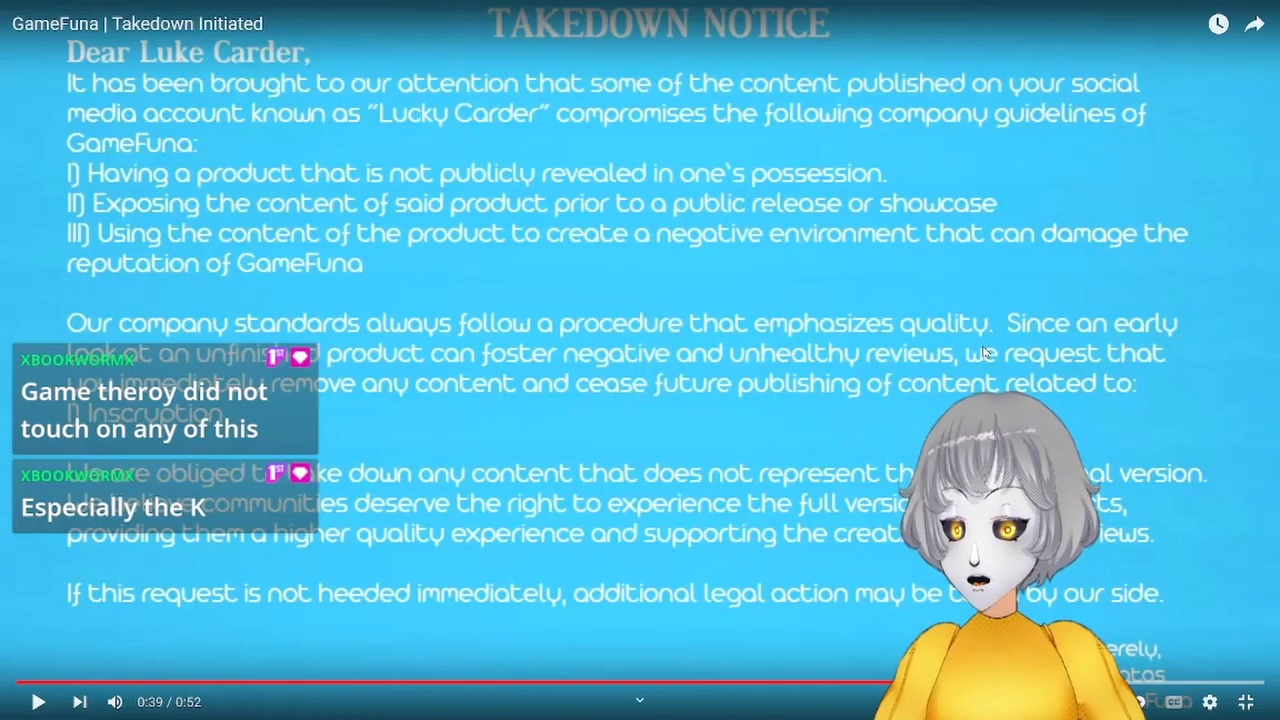 GameFuna | Takedown Initiated
TAKEDOWN NOTICE
Dear Luke Carder,
It has been brought to our attention that some of the content published on your social
media account known as “Lucky Carder” compromises the following company guidelines of
GameFuna:
I) Having a product that is not publicly revealed in one`s possession.
II) Exposing the content of said product prior to a public release or showcase
III) Using the content of the product to create a negative environment that can damage the
reputation of GameFuna
Our company standards always follow a procedure that emphasizes quality. Since an early
look at an unfinished product can foster negative and unhealthy reviews, we request that
you immediately remove any content and cease future publishing of content related to:
I) Inscryption
XBOOKWORMX
Game theroy did not
touch on any of this
XBOOKWORMX
Especially the K
obliged down any content that does not represent
communities deserve the right to experience the full
providing them a higher quality experience and supporting the
If this request is not heeded immediately, additional legal action may be by our side.
0:39 / 0:52